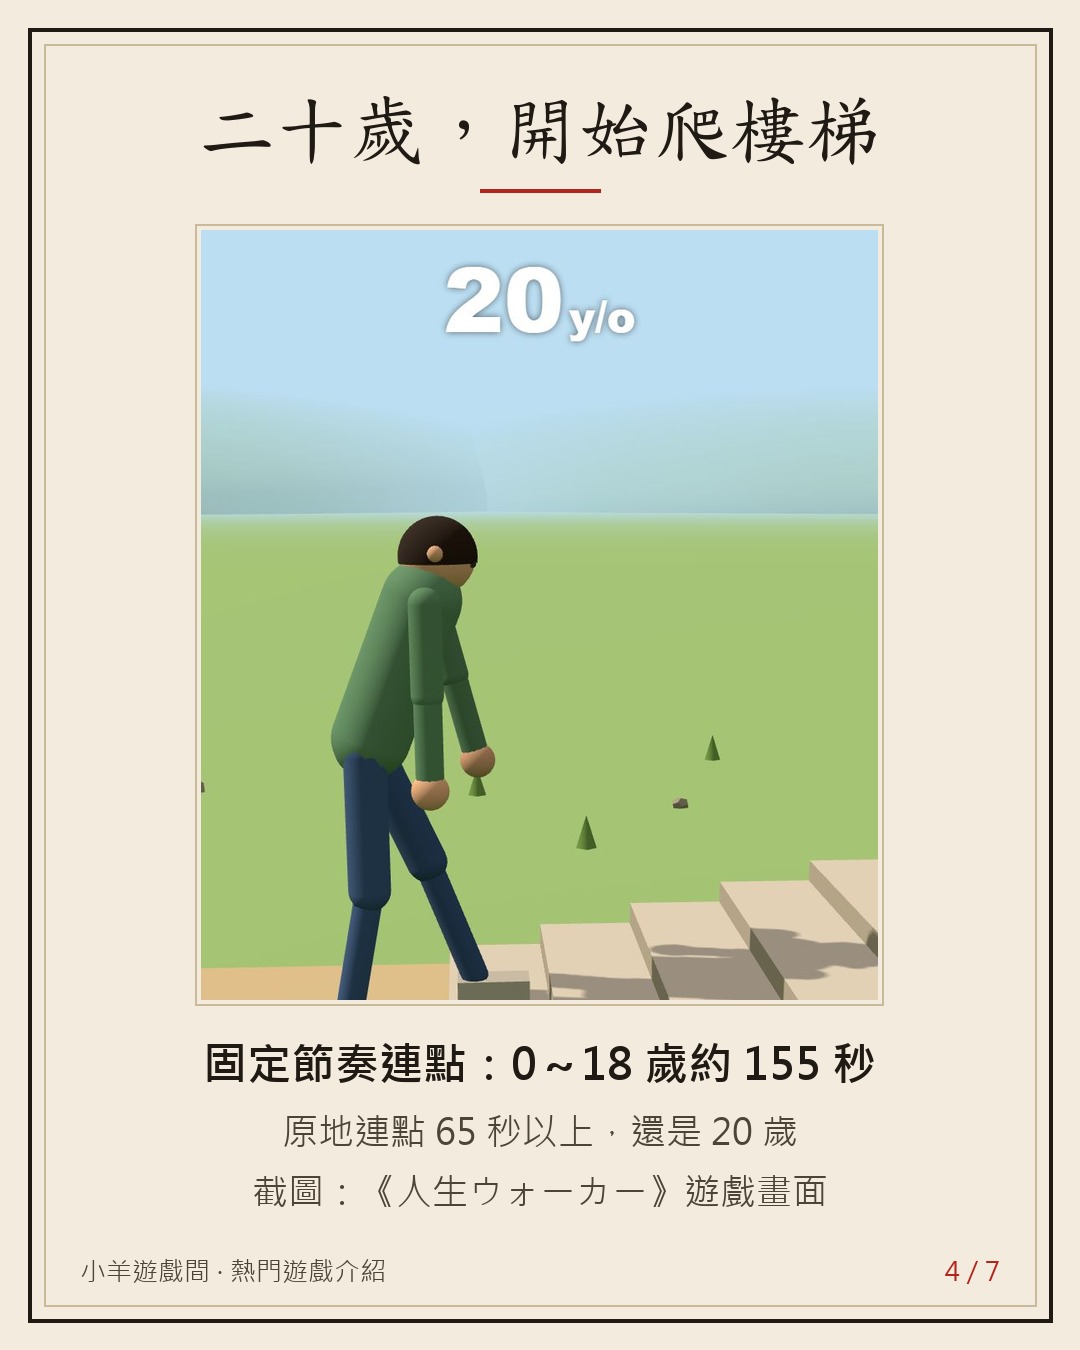 二十歲，開始爬樓梯
20 y/o
固定節奏連點：0~18 歲約 155 秒
原地連點 65 秒以上，還是 20 歲
截圖：《人生ウォーカー》遊戲畫面
小羊遊戲間 · 熱門遊戲介紹
4 / 7